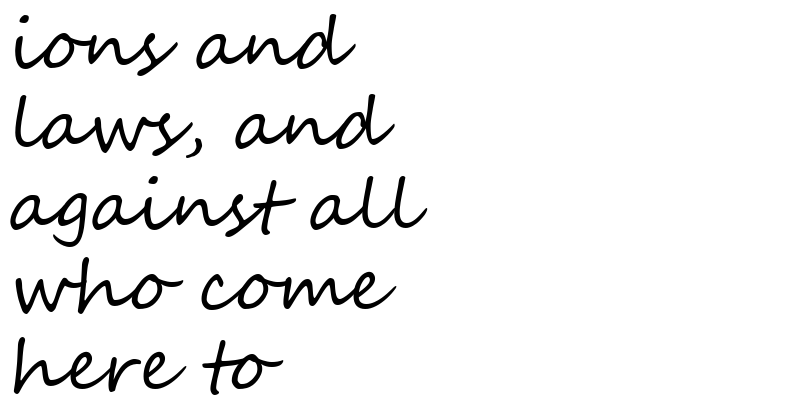 ions and
laws, and
against all
who come
here to